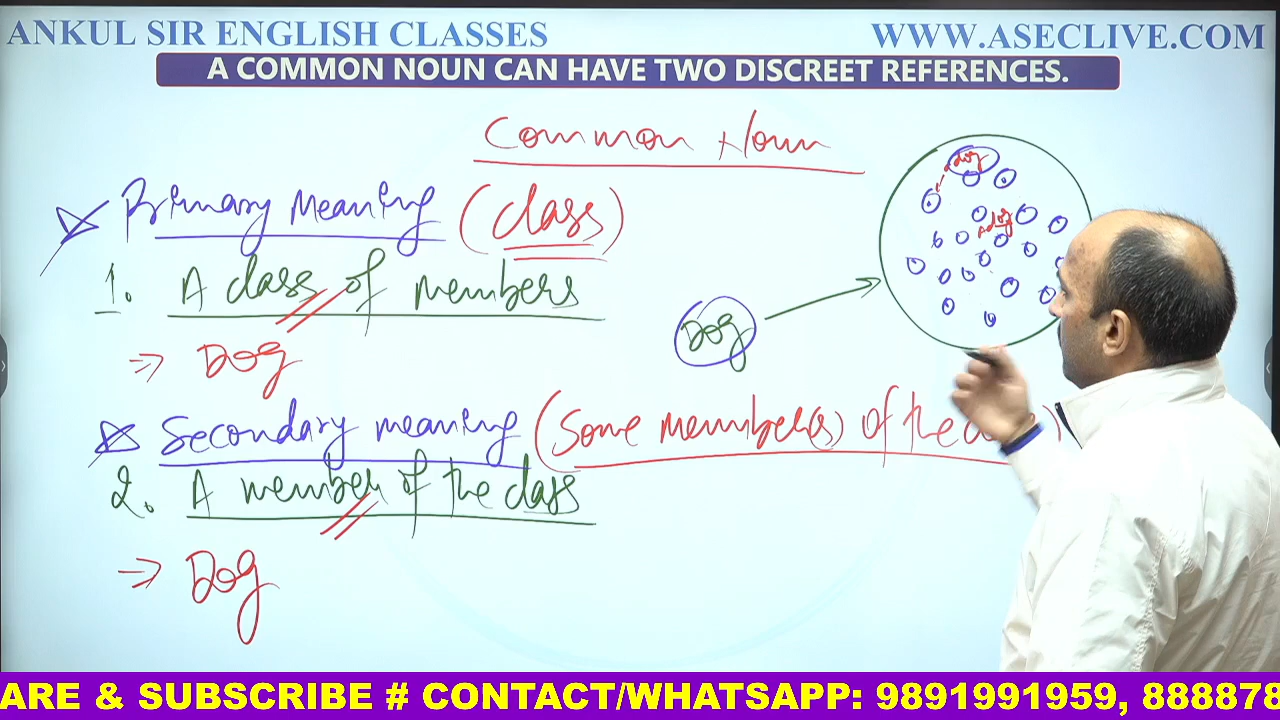 ANKUL SIR ENGLISH CLASSES
WWW.ASECLIVE.COM
A COMMON NOUN CAN HAVE TWO DISCREET REFERENCES.
Common Noun
Primary Meaning (class)
1. A class of members
⇒ Dog
Dog
dog
dog
Secondary meaning (Some member(s) of the
2. A member of the class
⇒ Dog
ARE & SUBSCRIBE # CONTACT/WHATSAPP: 9891991959, 888878